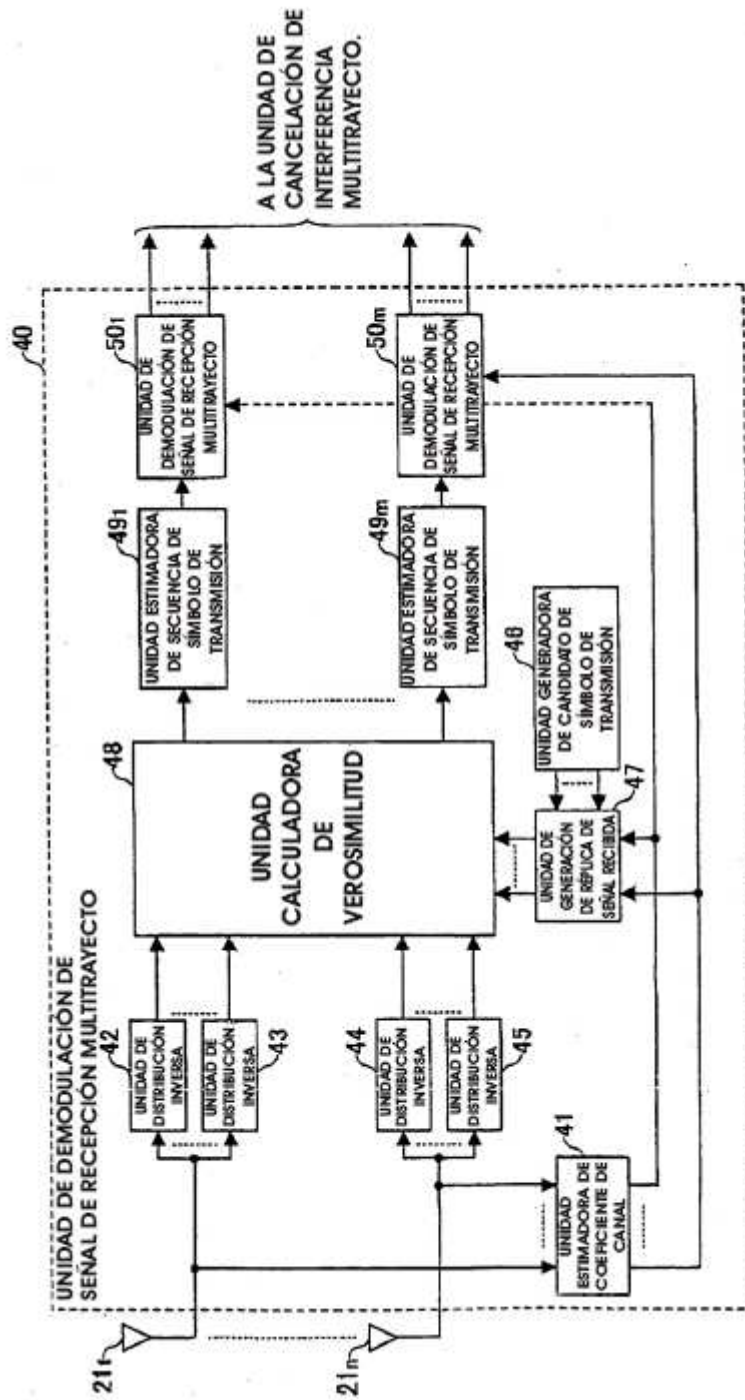 UNIDAD DE DEMODULACIÓN DE
SEÑAL DE RECEPCIÓN MULTITRAYECTO
40
21₁
21n
42
UNIDAD DE
DISTRIBUCIÓN
INVERSA
UNIDAD DE
DISTRIBUCIÓN
INVERSA
43
44
UNIDAD DE
DISTRIBUCIÓN
INVERSA
UNIDAD DE
DISTRIBUCIÓN
INVERSA
45
41
UNIDAD
ESTIMADORA DE
COEFICIENTE DE
CANAL
48
UNIDAD
CALCULADORA
DE
VEROSIMILITUD
UNIDAD DE
GENERACIÓN
DE RÉPLICA DE
SEÑAL RECIBIDA
47
46
UNIDAD GENERADORA
DE CANDIDATO DE
SÍMBOLO DE
TRANSMISIÓN
49₁
UNIDAD ESTIMADORA
DE SECUENCIA DE
SÍMBOLO DE
TRANSMISIÓN
49m
UNIDAD ESTIMADORA
DE SECUENCIA DE
SÍMBOLO DE
TRANSMISIÓN
50₁
UNIDAD DE
DEMODULACIÓN DE
SEÑAL DE RECEPCIÓN
MULTITRAYECTO
50m
UNIDAD DE
DEMODULACIÓN DE
SEÑAL DE RECEPCIÓN
MULTITRAYECTO
A LA UNIDAD DE
CANCELACIÓN DE
INTERFERENCIA
MULTITRAYECTO.